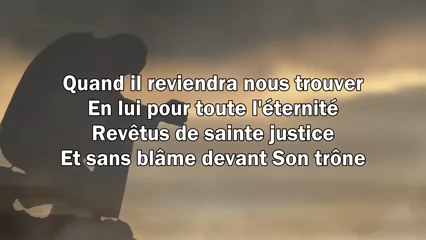 Quand il reviendra nous trouver
En lui pour toute l'éternité
Revêtus de sainte justice
Et sans blâme devant Son trône